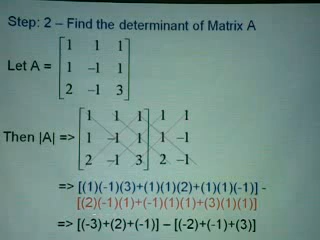 Step: 2 – Find the determinant of Matrix A
1 1 1
Let A = 1 -1 1
2 -1 3
1 1 1 1 1
Then |A| => 1 -1 1 1 -1
2 -1 3 2 -1
=> [(1)(-1)(3)+(1)(1)(2)+(1)(1)(-1)] -
[(2)(-1)(1)+(-1)(1)(1)+(3)(1)(1)]
=> [(-3)+(2)+(-1)] – [(-2)+(-1)+(3)]